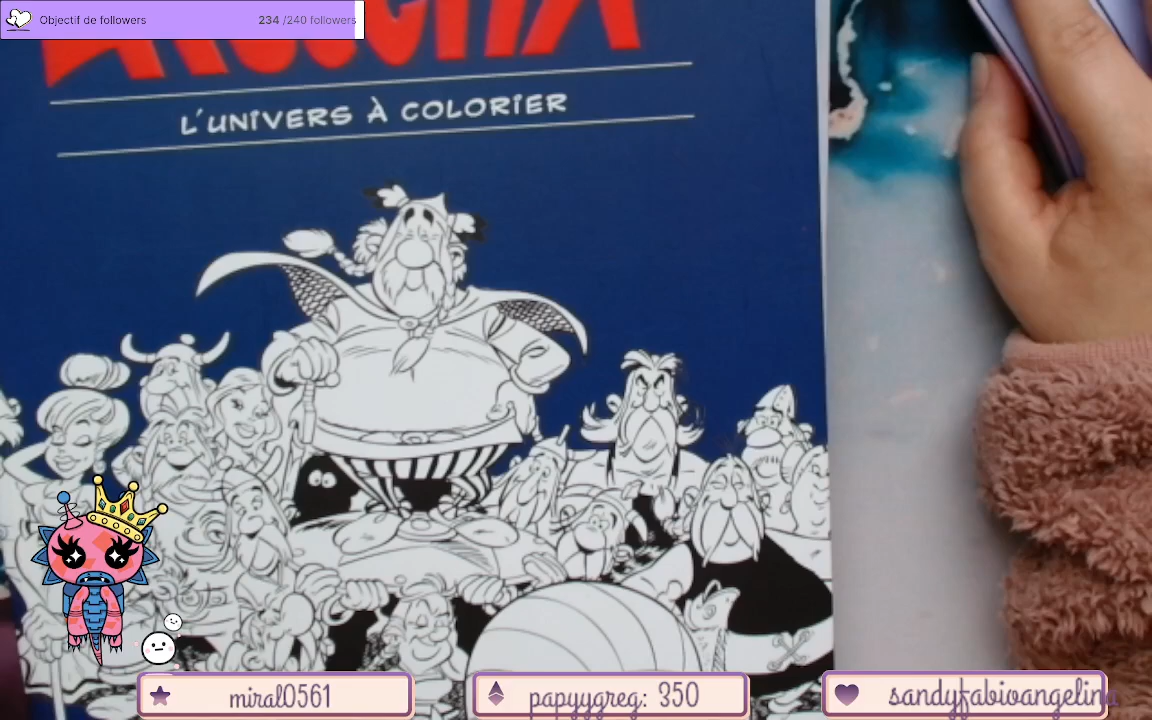 Objectif de followers 234 /240 followers
L'UNIVERS À COLORIER
miral0561
papyygreg: 350
sandyfabioangelina